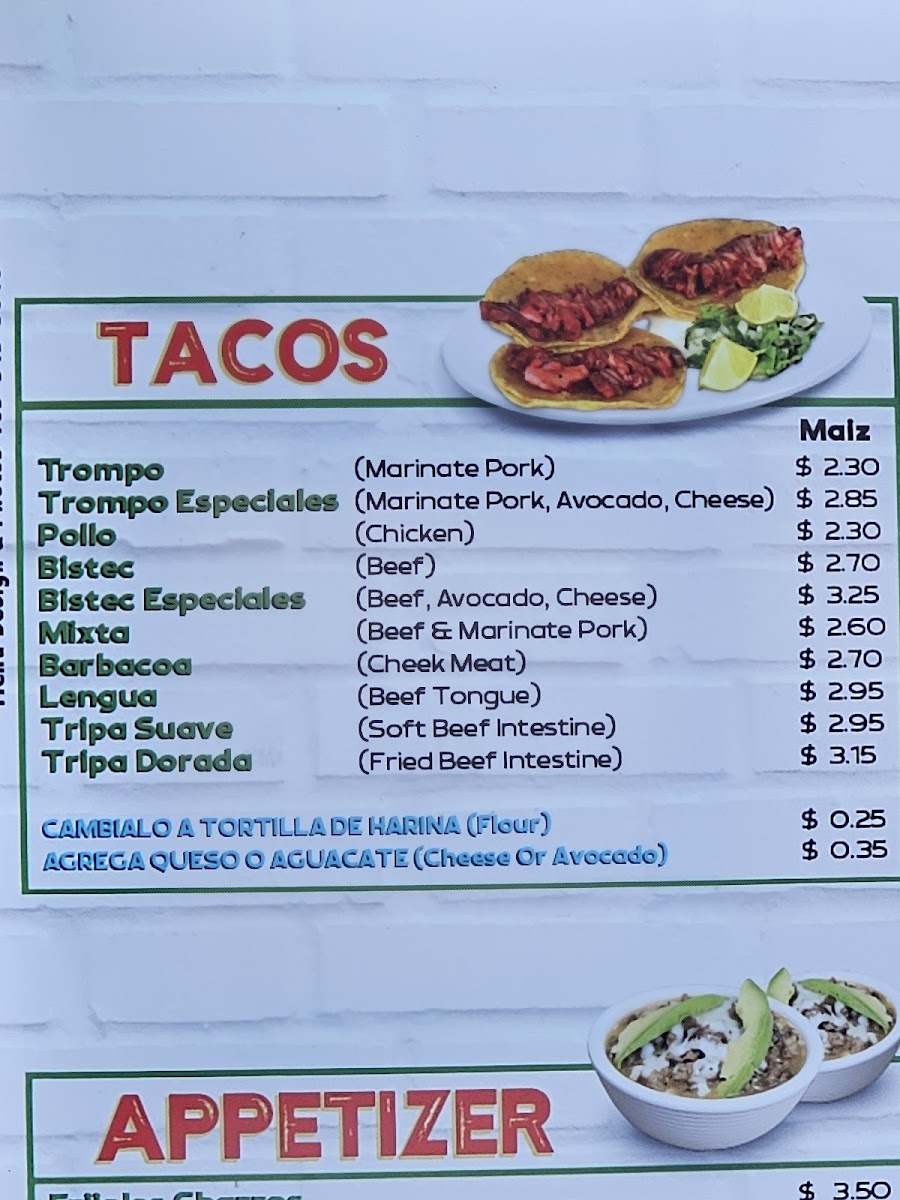 TACOS
Maiz
Trompo (Marinate Pork) $ 2.30
Trompo Especiales (Marinate Pork, Avocado, Cheese) $ 2.85
Pollo (Chicken) $ 2.30
Bistec (Beef) $ 2.70
Bistec Especiales (Beef, Avocado, Cheese) $ 3.25
Mixta (Beef & Marinate Pork) $ 2.60
Barbacoa (Cheek Meat) $ 2.70
Lengua (Beef Tongue) $ 2.95
Tripa Suave (Soft Beef Intestine) $ 2.95
Tripa Dorada (Fried Beef Intestine) $ 3.15
CAMBIALO A TORTILLA DE HARINA (Flour) $ 0.25
AGREGA QUESO O AGUACATE (Cheese Or Avocado) $ 0.35
APPETIZER
Frijoles Charros $ 3.50